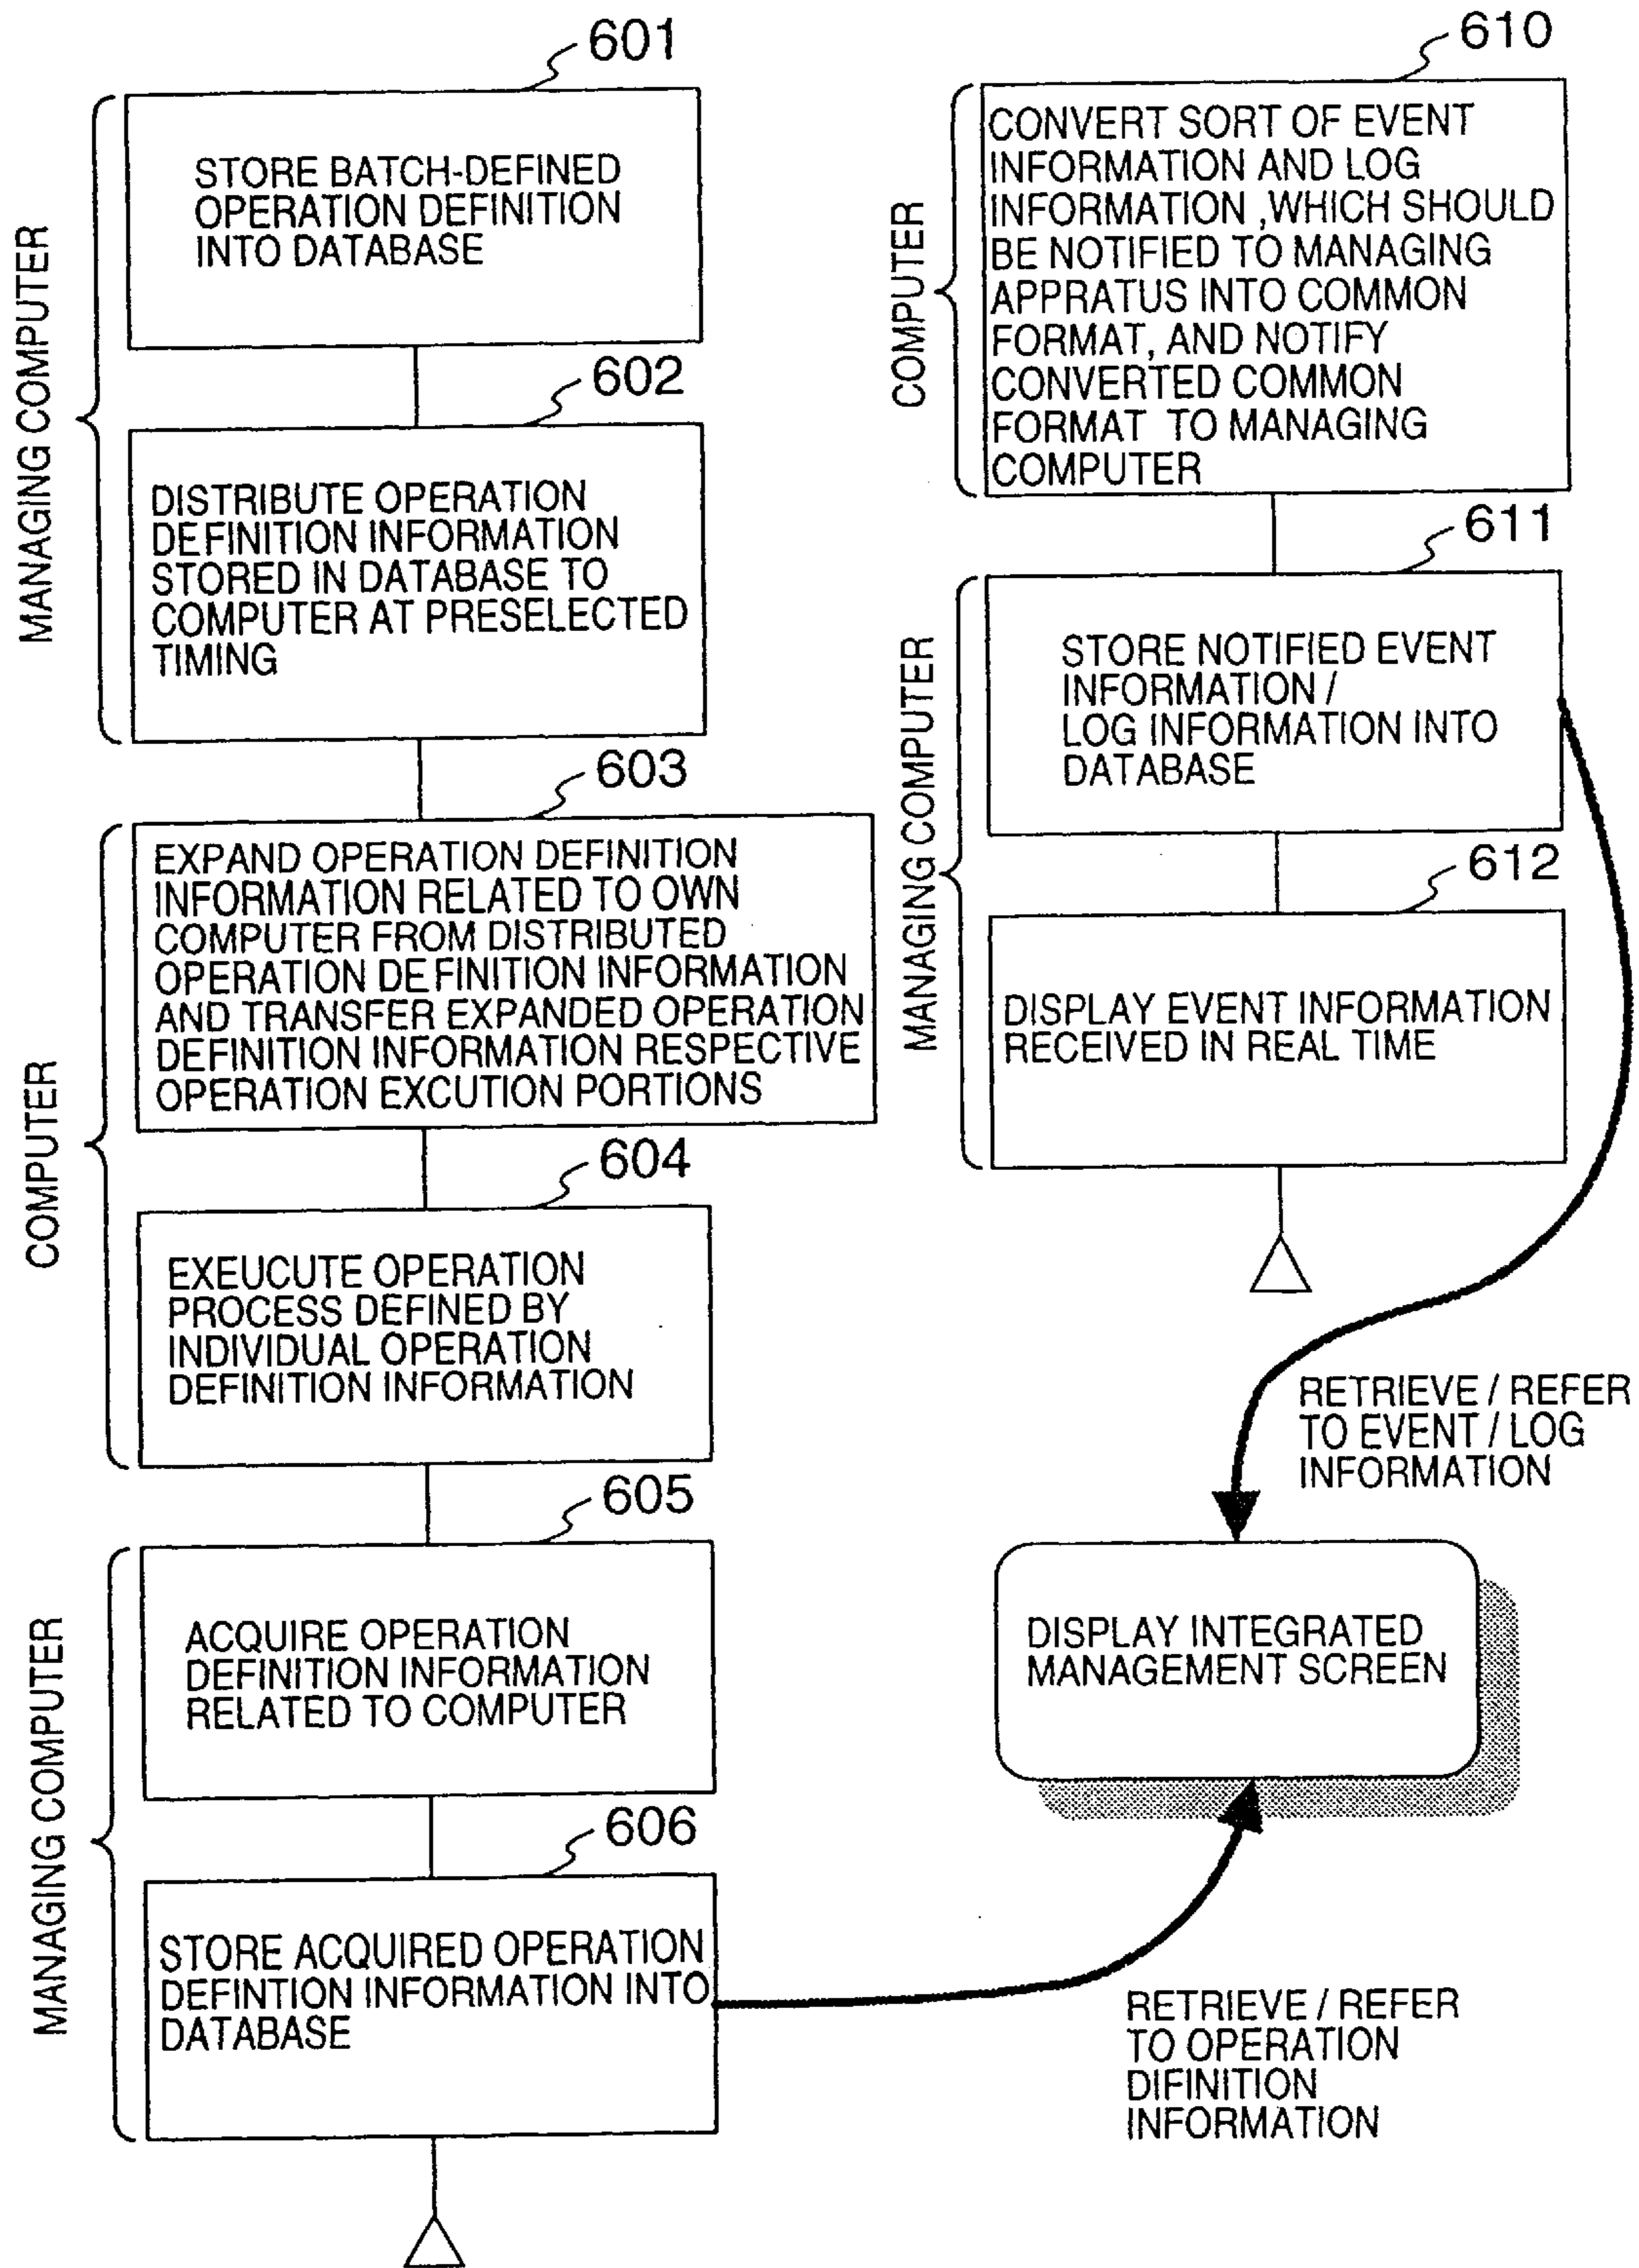 601
MANAGING COMPUTER
STORE BATCH-DEFINED
OPERATION DEFINITION
INTO DATABASE
602
DISTRIBUTE OPERATION
DEFINITION INFORMATION
STORED IN DATABASE TO
COMPUTER AT PRESELECTED
TIMING
603
COMPUTER
EXPAND OPERATION DEFINITION
INFORMATION RELATED TO OWN
COMPUTER FROM DISTRIBUTED
OPERATION DEFINITION INFORMATION
AND TRANSFER EXPANDED OPERATION
DEFINITION INFORMATION RESPECTIVE
OPERATION EXCUTION PORTIONS
604
EXEUCUTE OPERATION
PROCESS DEFINED BY
INDIVIDUAL OPERATION
DEFINITION INFORMATION
605
MANAGING COMPUTER
ACQUIRE OPERATION
DEFINITION INFORMATION
RELATED TO COMPUTER
606
STORE ACQUIRED OPERATION
DEFINTION INFORMATION INTO
DATABASE
610
COMPUTER
CONVERT SORT OF EVENT
INFORMATION AND LOG
INFORMATION ,WHICH SHOULD
BE NOTIFIED TO MANAGING
APPRATUS INTO COMMON
FORMAT, AND NOTIFY
CONVERTED COMMON
FORMAT TO MANAGING
COMPUTER
611
MANAGING COMPUTER
STORE NOTIFIED EVENT
INFORMATION /
LOG INFORMATION INTO
DATABASE
612
DISPLAY EVENT INFORMATION
RECEIVED IN REAL TIME
RETRIEVE / REFER
TO EVENT / LOG
INFORMATION
DISPLAY INTEGRATED
MANAGEMENT SCREEN
RETRIEVE / REFER
TO OPERATION
DIFINITION
INFORMATION